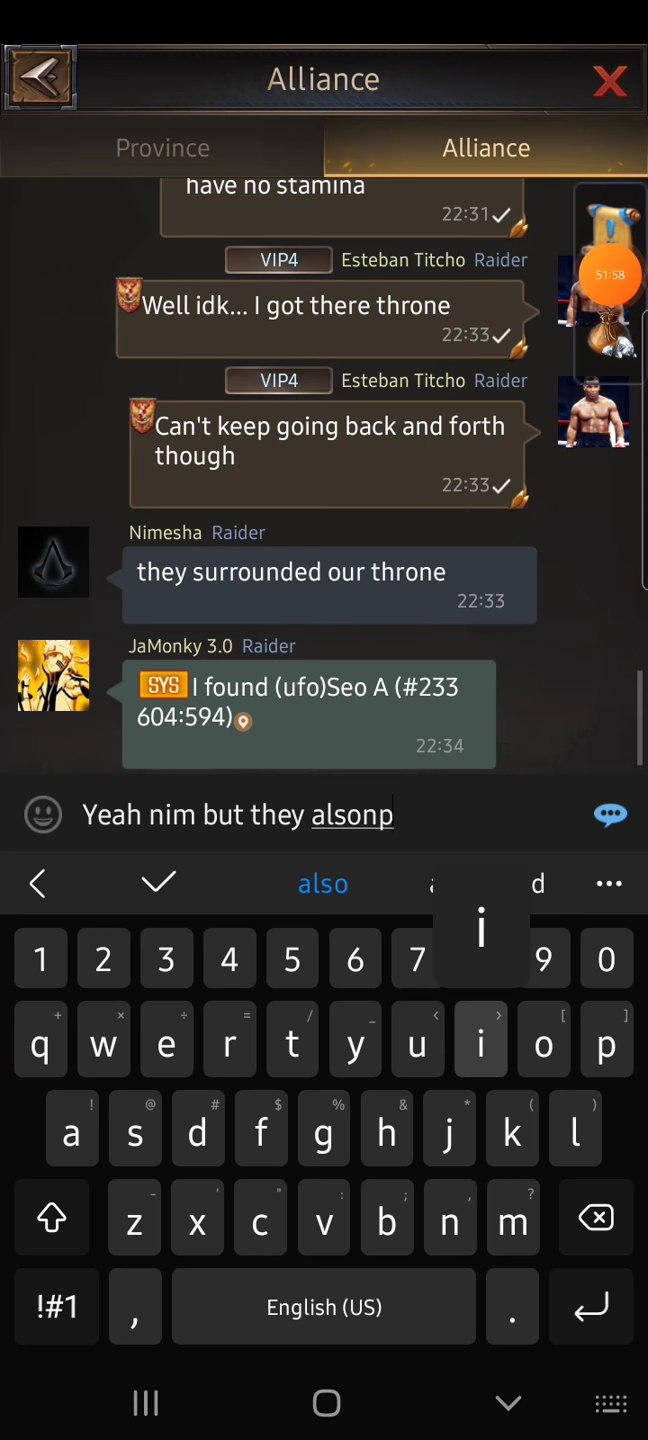 Alliance
Province
Alliance
have no stamina
22:31
VIP4 Esteban Titcho Raider
51:58
Well idk... I got there throne
22:33
VIP4 Esteban Titcho Raider
Can't keep going back and forth
though
22:33
Nimesha Raider
they surrounded our throne
22:33
JaMonky 3.0 Raider
SYS I found (ufo)Seo A (#233
604:594)
22:34
Yeah nim but they alsonp
also
d
i
1 2 3 4 5 6 7 9 0
+ × ÷ = / _ < > [ ]
q w e r t y u i o p
! @ # $ % & * ( )
a s d f g h j k l
- ' " : ; , ?
z x c v b n m
!#1 , English (US) .